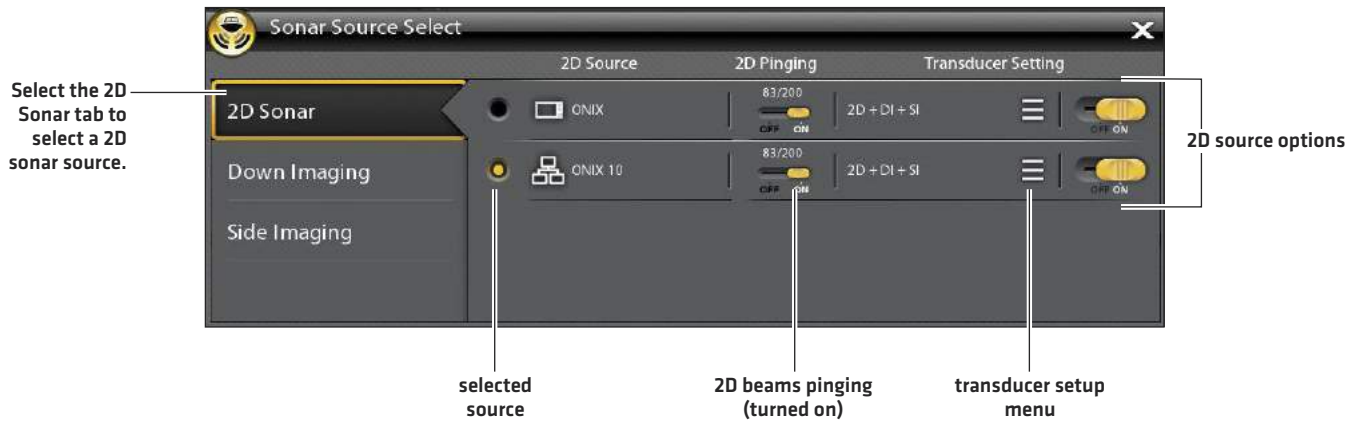 Sonar Source Select
2D Source 2D Pinging Transducer Setting
Select the 2D
Sonar tab to
select a 2D
sonar source.
2D Sonar
ONIX
83/200
OFF ON
2D + DI + SI
OFF ON
2D source options
Down Imaging
ONIX 10
83/200
OFF ON
2D + DI + SI
OFF ON
Side Imaging
selected
source
2D beams pinging
(turned on)
transducer setup
menu